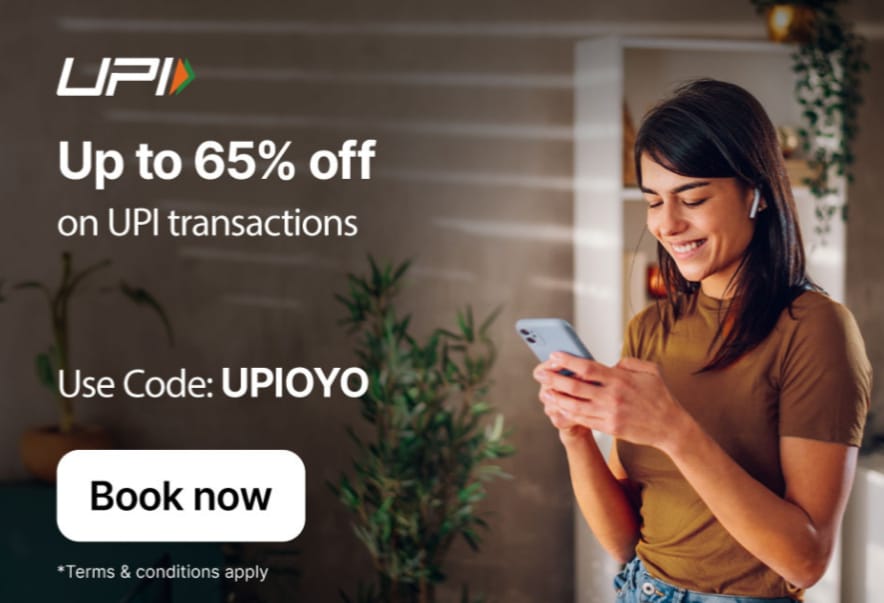 UPI
Up to 65% off
on UPI transactions
Use Code: UPIOYO
Book now
*Terms & conditions apply